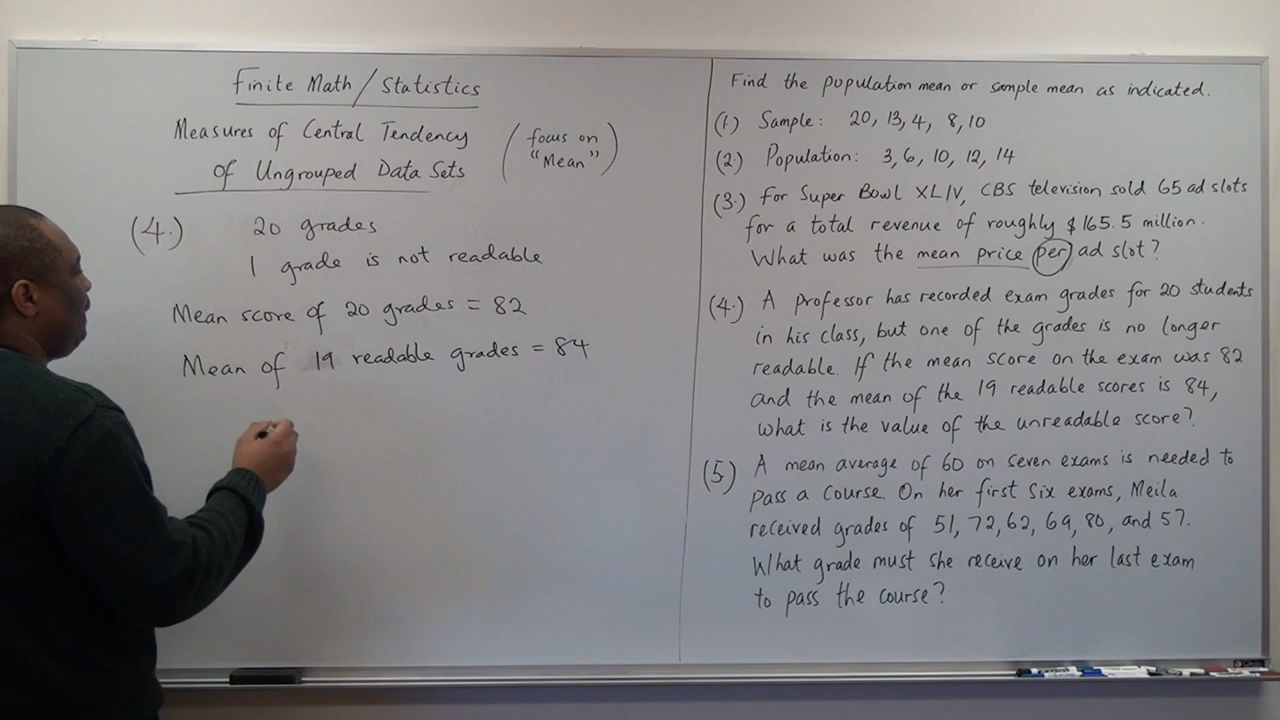 Finite Math/Statistics
Measures of Central Tendency
of Ungrouped Data Sets
(focus on
"Mean")
(4.) 20 grades
1 grade is not readable
Mean score of 20 grades = 82
Mean of 19 readable grades = 84
Find the population mean or sample mean as indicated.
(1.) Sample: 20, 13, 4, 8, 10
(2.) Population: 3, 6, 10, 12, 14
(3.) For Super Bowl XLIV, CBS television sold 65 ad slots
for a total revenue of roughly $165.5 million.
What was the mean price per ad slot?
(4.) A professor has recorded exam grades for 20 students
in his class, but one of the grades is no longer
readable. If the mean score on the exam was 82
and the mean of the 19 readable scores is 84,
what is the value of the unreadable score?
(5) A mean average of 60 on seven exams is needed to
pass a course. On her first six exams, Meila
received grades of 51, 72, 62, 69, 80, and 57.
What grade must she receive on her last exam
to pass the course?